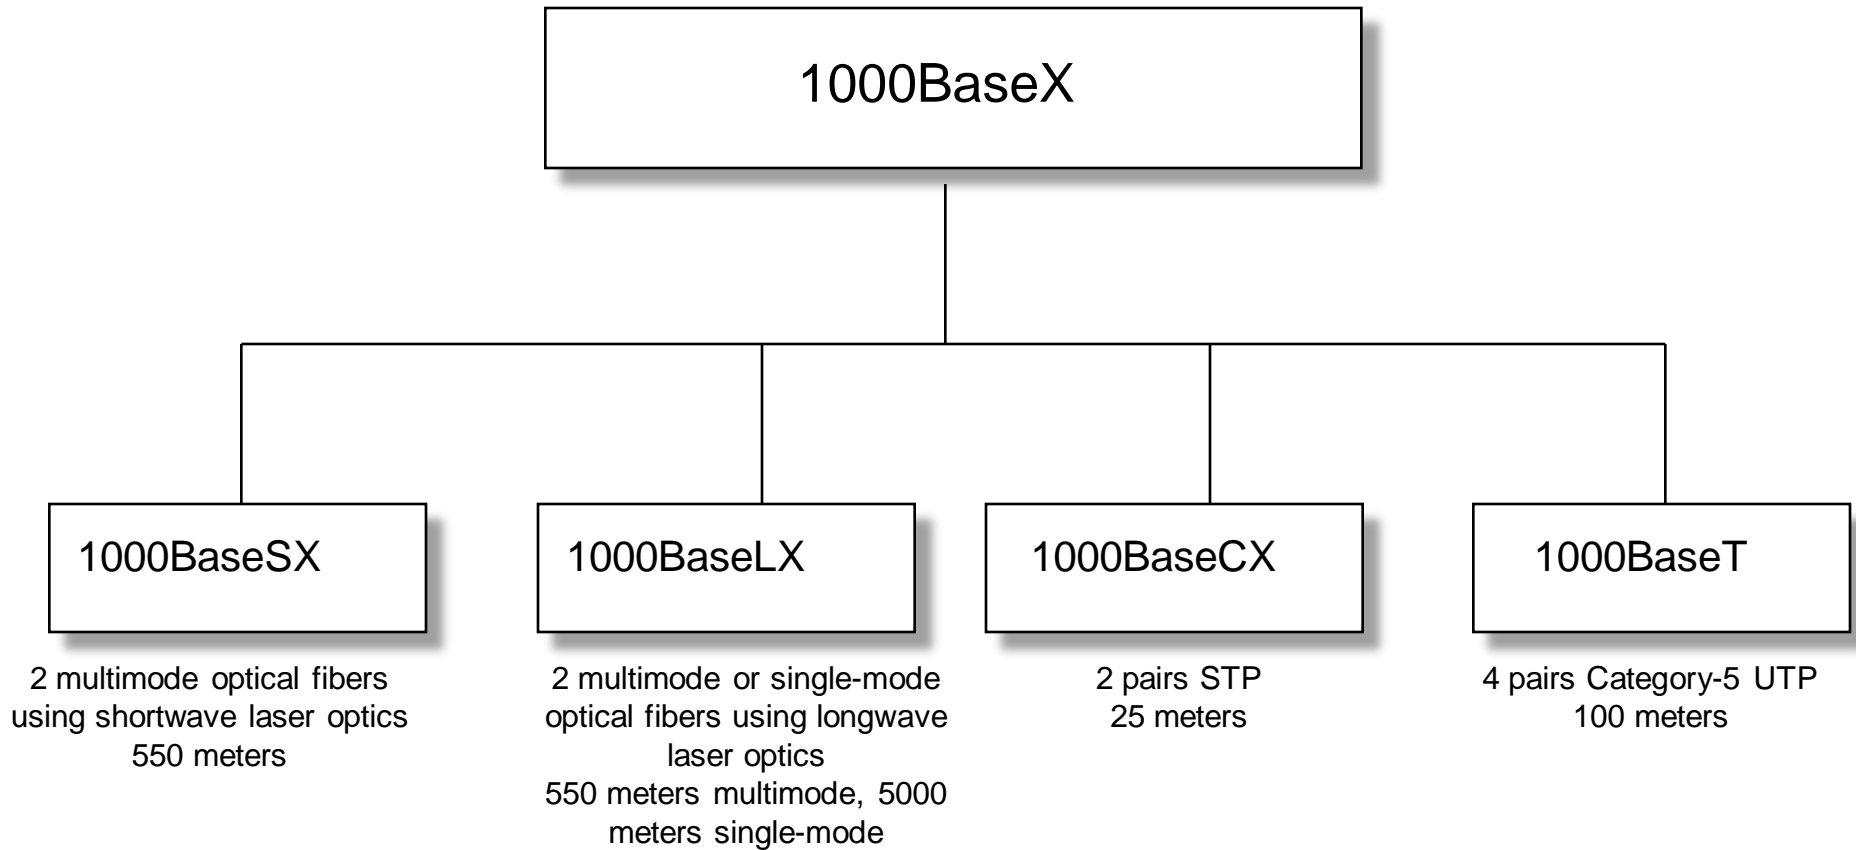 1000BaseX
1000BaseSX
2 multimode optical fibers
using shortwave laser optics
550 meters
1000BaseLX
2 multimode or single-mode
optical fibers using longwave
laser optics
550 meters multimode, 5000
meters single-mode
1000BaseCX
2 pairs STP
25 meters
1000BaseT
4 pairs Category-5 UTP
100 meters